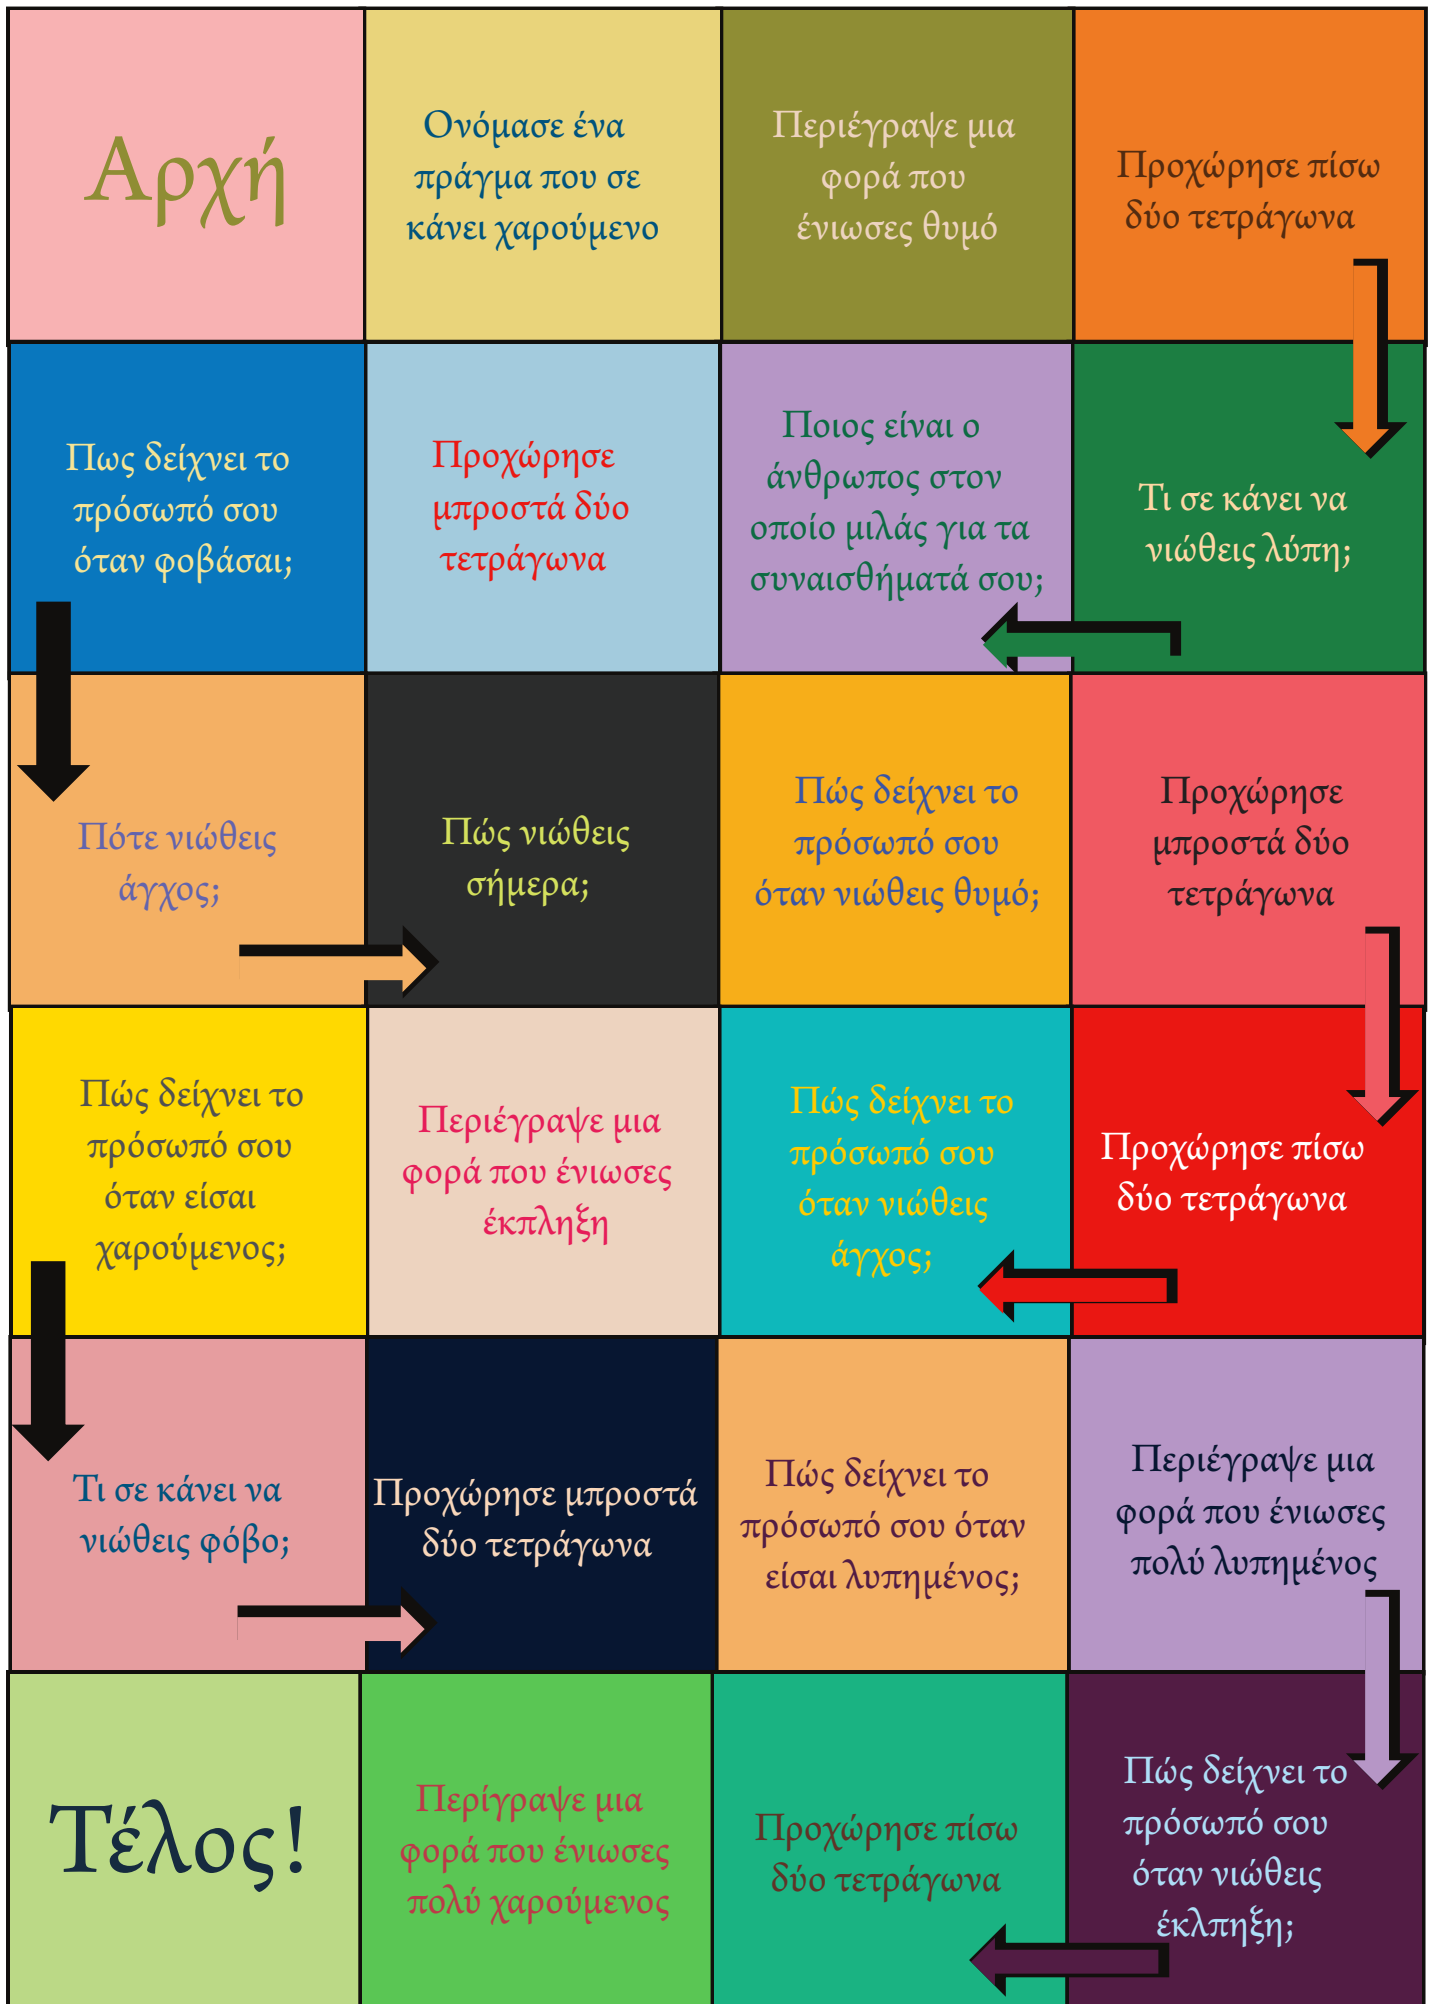 Αρχή
Ονόμασε ένα
πράγμα που σε
κάνει χαρούμενο
Περιέγραψε μια
φορά που
ένιωσες θυμό
Προχώρησε πίσω
δύο τετράγωνα
Πως δείχνει το
πρόσωπό σου
όταν φοβάσαι;
Προχώρησε
μπροστά δύο
τετράγωνα
Ποιος είναι ο
άνθρωπος στον
οποίο μιλάς για τα
συναισθήματά σου;
Τι σε κάνει να
νιώθεις λύπη;
Πότε νιώθεις
άγχος;
Πώς νιώθεις
σήμερα;
Πώς δείχνει το
πρόσωπό σου
όταν νιώθεις θυμό;
Προχώρησε
μπροστά δύο
τετράγωνα
Πώς δείχνει το
πρόσωπό σου
όταν είσαι
χαρούμενος;
Περιέγραψε μια
φορά που ένιωσες
έκπληξη
Πώς δείχνει το
πρόσωπό σου
όταν νιώθεις
άγχος;
Προχώρησε πίσω
δύο τετράγωνα
Τι σε κάνει να
νιώθεις φόβο;
Προχώρησε μπροστά
δύο τετράγωνα
Πώς δείχνει το
πρόσωπό σου όταν
είσαι λυπημένος;
Περιέγραψε μια
φορά που ένιωσες
πολύ λυπημένος
Τέλος!
Περίγραψε μια
φορά που ένιωσες
πολύ χαρούμενος
Προχώρησε πίσω
δύο τετράγωνα
Πώς δείχνει το
πρόσωπό σου
όταν νιώθεις
έκλπηξη;